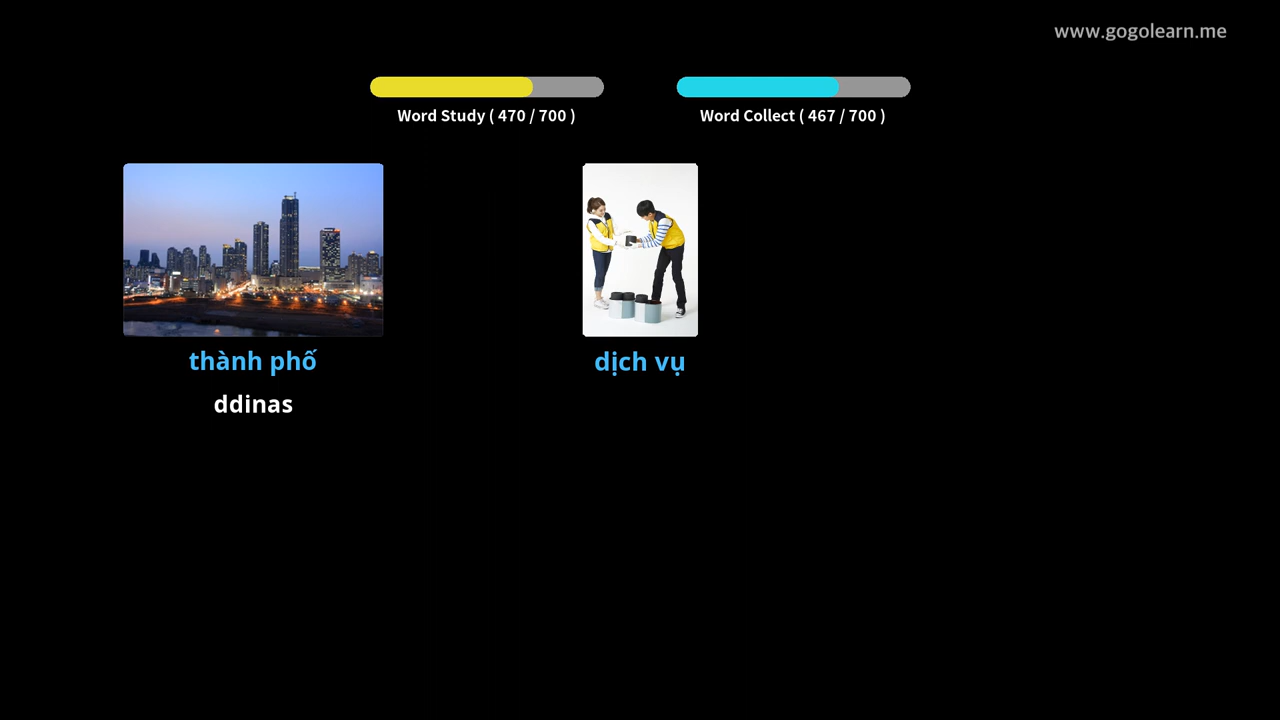 www.gogolearn.me
Word Study ( 470 / 700 )
Word Collect ( 467 / 700 )
thành phố
ddinas
dịch vụ